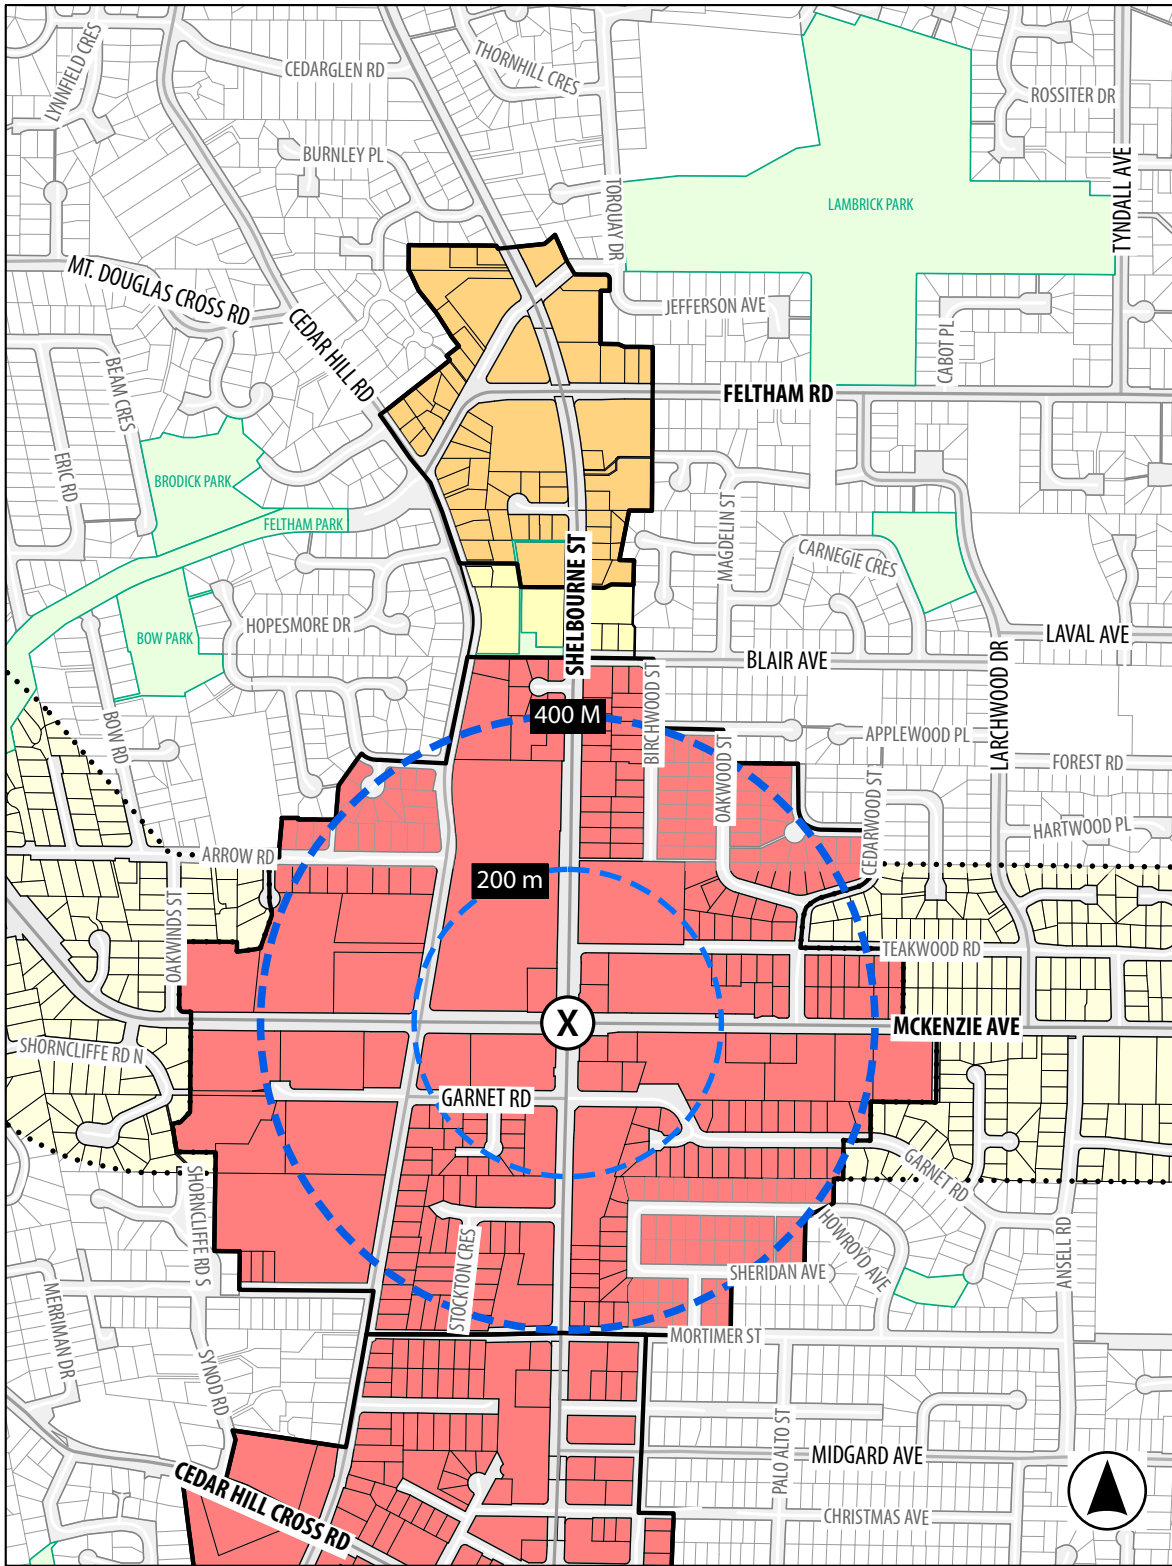 LYNNFIELD CRES
CEDARGLEN RD
THORNHILL CRES
ROSSITER DR
BURNLEY PL
TYNDALL AVE
TORQUAY DR
LAMBRICK PARK
MT. DOUGLAS CROSS RD
CEDAR HILL RD
JEFFERSON AVE
CABOT PL
BEAM CRES
FELTHAM RD
ERIC RD
BRODICK PARK
FELTHAM PARK
MAGDELIN ST
CARNEGIE CRES
SHELBOURNE ST
HOPESMORE DR
BOW PARK
LAVAL AVE
BLAIR AVE
LARCHWOOD DR
BIRCHWOOD ST
400 M
BOW RD
OAKWOOD ST
APPLEWOOD PL
FOREST RD
CEDARWOOD ST
HARTWOOD PL
ARROW RD
200 m
OAKWINDS ST
TEAKWOOD RD
X
MCKENZIE AVE
SHORNCLIFFE RD N
GARNET RD
GARNET RD
SHORNCLIFFE RD S
HOWROYD AVE
ANSELL RD
STOCKTON CRES
SHERIDAN AVE
MERRIMAN DR
MORTIMER ST
SYNOD RD
PALO ALTO ST
MIDGARD AVE
CEDAR HILL CROSS RD
CHRISTMAS AVE